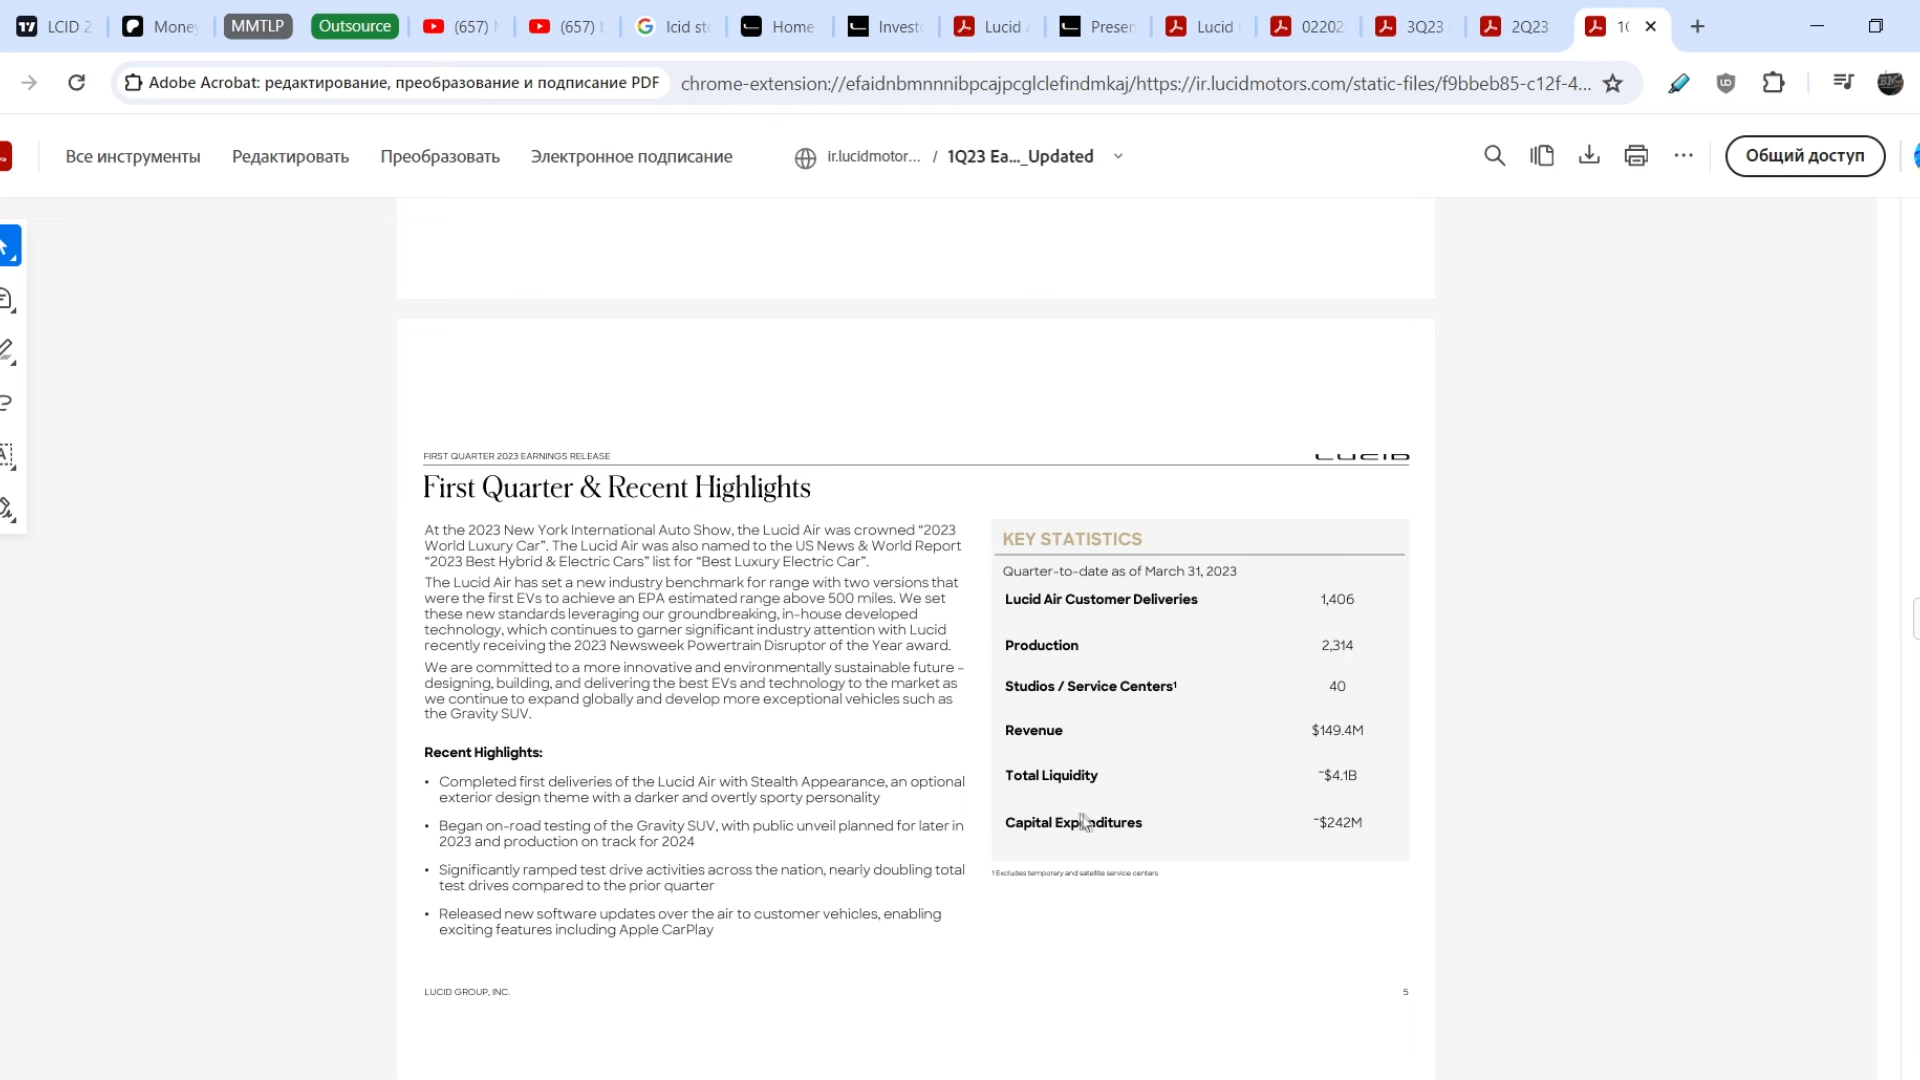 LCID 2
Money
MMTLP
Outsource
(657)
(657)
lcid st
Home
Invest
Lucid
Presen
Lucid
02202
3Q23
2Q23
Adobe Acrobat: редактирование, преобразование и подписание PDF
chrome-extension://efaidnbmnnnibpcajpcglclefindmkaj/https://ir.lucidmotors.com/static-files/f9bbeb85-c12f-4...
Все инструменты
Редактировать
Преобразовать
Электронное подписание
ir.lucidmotor... / 1Q23 Ea..._Updated
Общий доступ
FIRST QUARTER 2023 EARNINGS RELEASE
LUCID
First Quarter & Recent Highlights
At the 2023 New York International Auto Show, the Lucid Air was crowned “2023
World Luxury Car”. The Lucid Air was also named to the US News & World Report
“2023 Best Hybrid & Electric Cars” list for “Best Luxury Electric Car”.
The Lucid Air has set a new industry benchmark for range with two versions that
were the first EVs to achieve an EPA estimated range above 500 miles. We set
these new standards leveraging our groundbreaking, in-house developed
technology, which continues to garner significant industry attention with Lucid
recently receiving the 2023 Newsweek Powertrain Disruptor of the Year award.
We are committed to a more innovative and environmentally sustainable future –
designing, building, and delivering the best EVs and technology to the market as
we continue to expand globally and develop more exceptional vehicles such as
the Gravity SUV.
Recent Highlights:
• Completed first deliveries of the Lucid Air with Stealth Appearance, an optional
exterior design theme with a darker and overtly sporty personality
• Began on-road testing of the Gravity SUV, with public unveil planned for later in
2023 and production on track for 2024
• Significantly ramped test drive activities across the nation, nearly doubling total
test drives compared to the prior quarter
• Released new software updates over the air to customer vehicles, enabling
exciting features including Apple CarPlay
KEY STATISTICS
Quarter-to-date as of March 31, 2023
Lucid Air Customer Deliveries 1,406
Production 2,314
Studios / Service Centers¹ 40
Revenue $149.4M
Total Liquidity ~$4.1B
Capital Expenditures ~$242M
¹ Excludes temporary and satellite service centers
LUCID GROUP, INC.
5